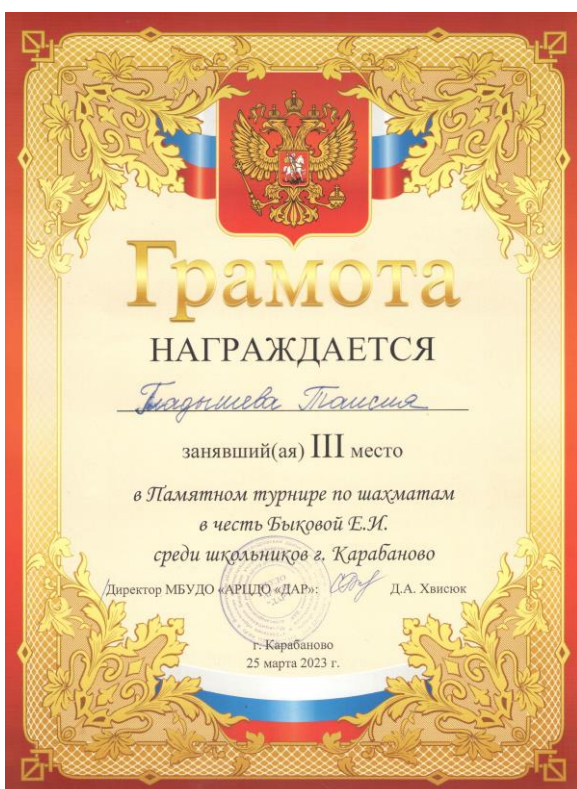 Грамота
НАГРАЖДАЕТСЯ
Гладышева Таисия
занявший(ая) III место
в Памятном турнире по шахматам
в честь Быковой Е.И.
среди школьников г. Карабаново
Директор МБУДО «АРЦДО «ДАР»: Д.А. Хвисюк
г. Карабаново
25 марта 2023 г.